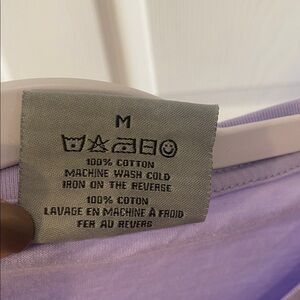 M
100% COTTON
MACHINE WASH COLD
IRON ON THE REVERSE
100% COTON
LAVAGE EN MACHINE À FROID
FER AU REVERS